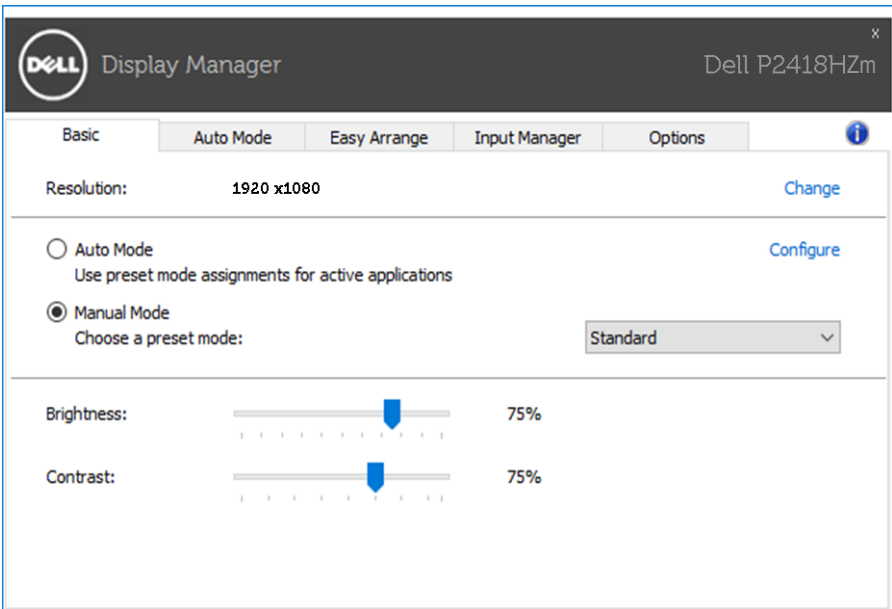 DELL Display Manager
x
Dell P2418HZm
Basic Auto Mode Easy Arrange Input Manager Options i
Resolution: 1920 x1080 Change
Auto Mode Configure
Use preset mode assignments for active applications
Manual Mode
Choose a preset mode: Standard
Brightness: 75%
Contrast: 75%